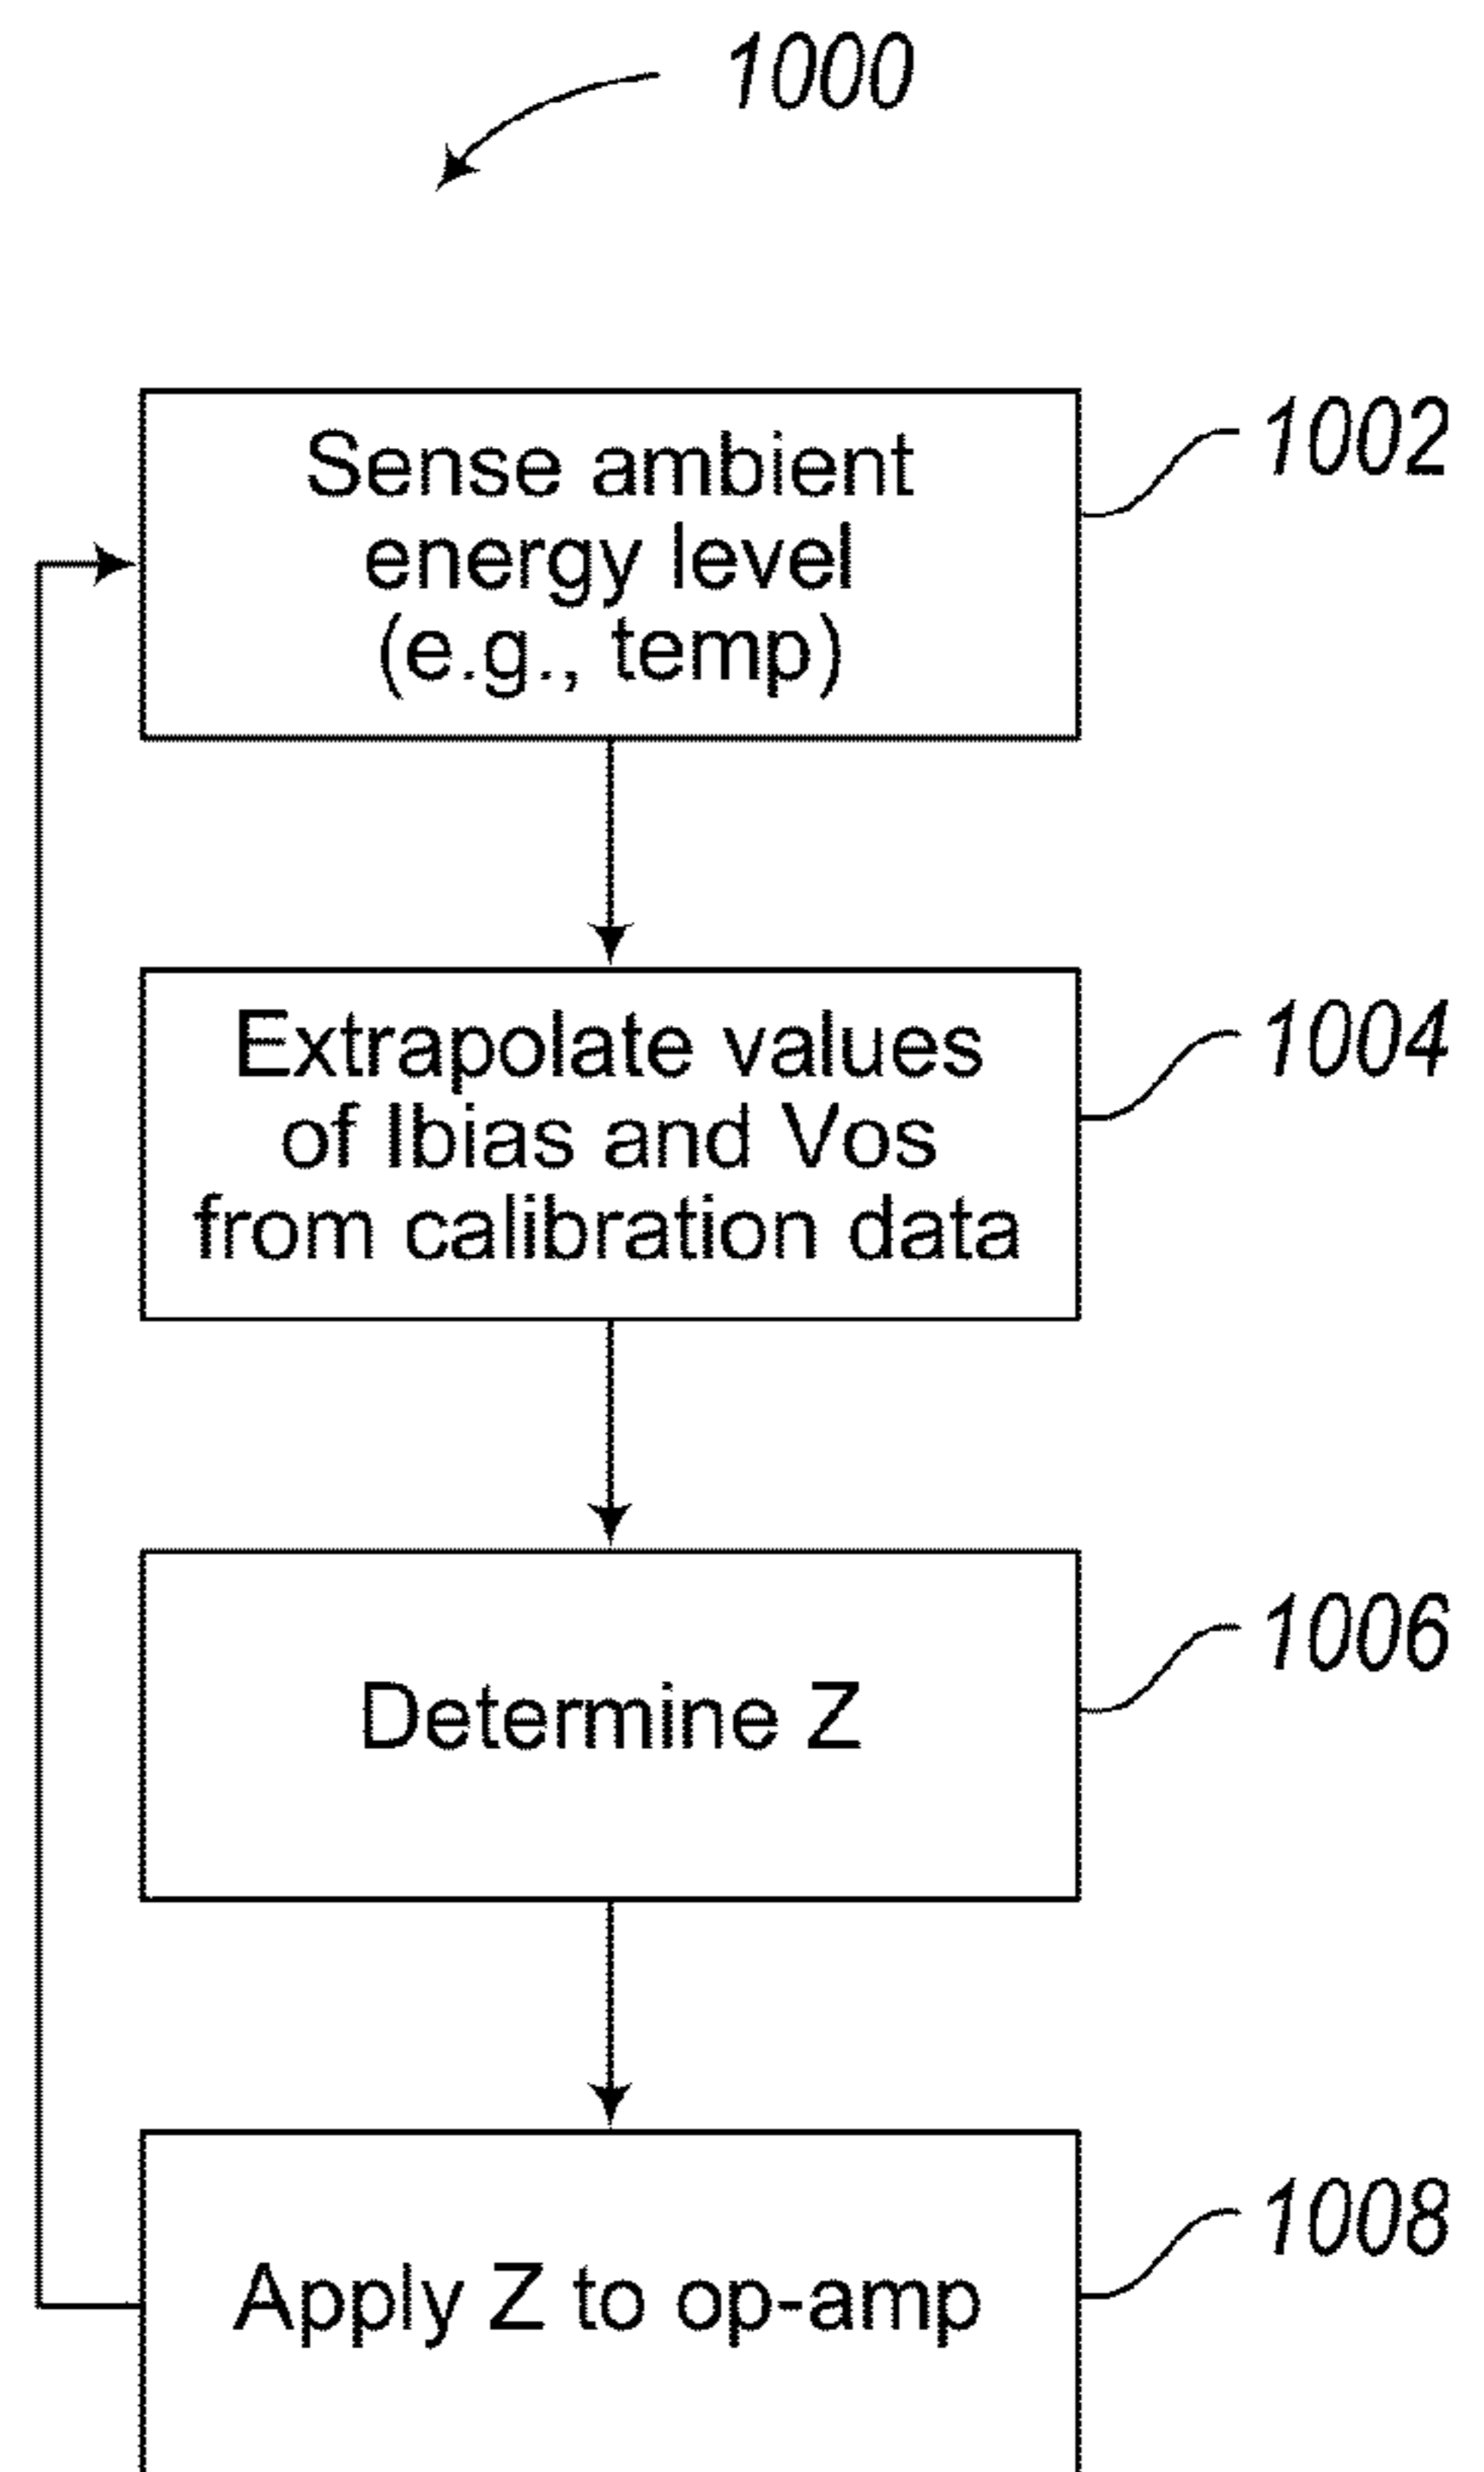 1000
Sense ambient
energy level
(e.g., temp)
1002
Extrapolate values
of Ibias and Vos
from calibration data
1004
Determine Z
1006
Apply Z to op-amp
1008